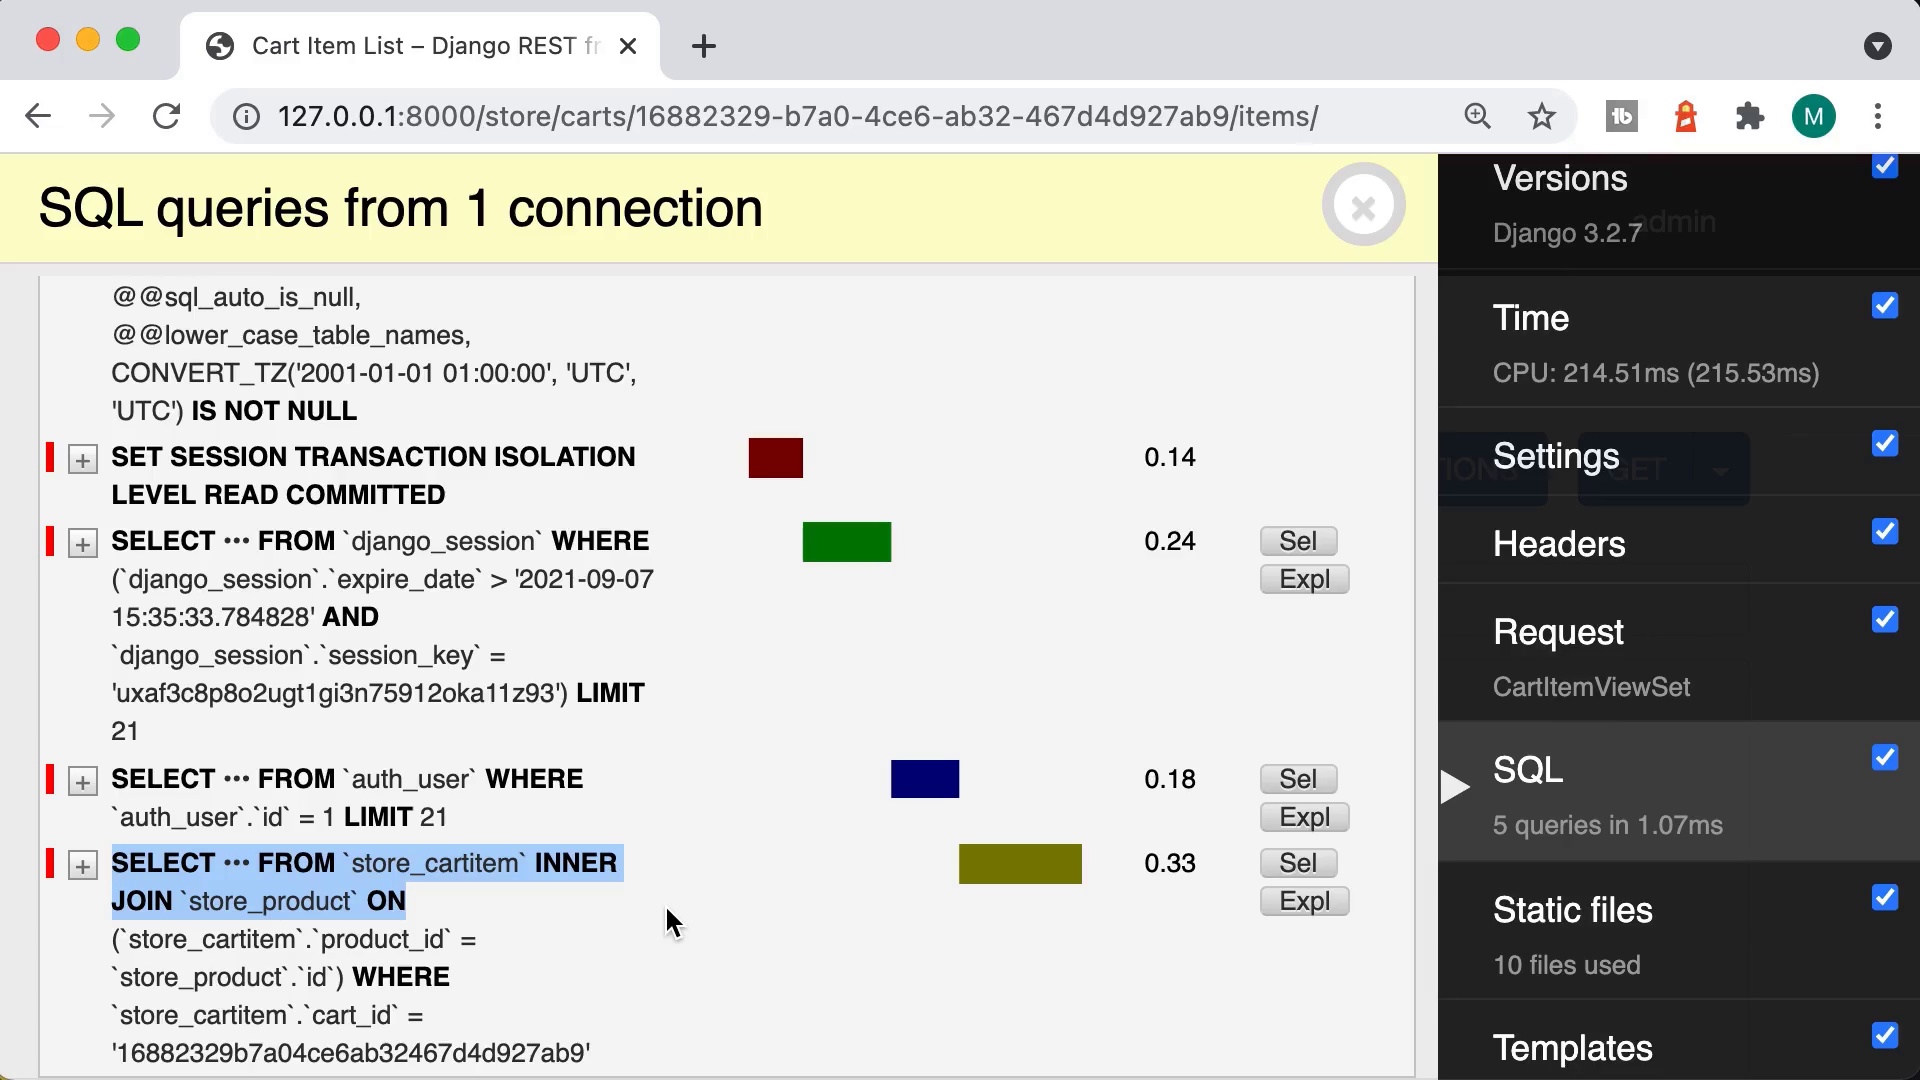 Cart Item List – Django REST fr
127.0.0.1:8000/store/carts/16882329-b7a0-4ce6-ab32-467d4d927ab9/items/
M
SQL queries from 1 connection
@@sql_auto_is_null,
@@lower_case_table_names,
CONVERT_TZ('2001-01-01 01:00:00', 'UTC',
'UTC') IS NOT NULL
SET SESSION TRANSACTION ISOLATION
LEVEL READ COMMITTED
0.14
SELECT ••• FROM `django_session` WHERE
(`django_session`.`expire_date` > '2021-09-07
15:35:33.784828' AND
`django_session`.`session_key` =
'uxaf3c8p8o2ugt1gi3n75912oka11z93') LIMIT
21
0.24
Sel
Expl
SELECT ••• FROM `auth_user` WHERE
`auth_user`.`id` = 1 LIMIT 21
0.18
Sel
Expl
SELECT ••• FROM `store_cartitem` INNER
JOIN `store_product` ON
(`store_cartitem`.`product_id` =
`store_product`.`id`) WHERE
`store_cartitem`.`cart_id` =
'16882329b7a04ce6ab32467d4d927ab9'
0.33
Sel
Expl
Versions
Django 3.2.7
admin
Time
CPU: 214.51ms (215.53ms)
Settings
GET
Headers
Request
CartItemViewSet
SQL
5 queries in 1.07ms
Static files
10 files used
Templates